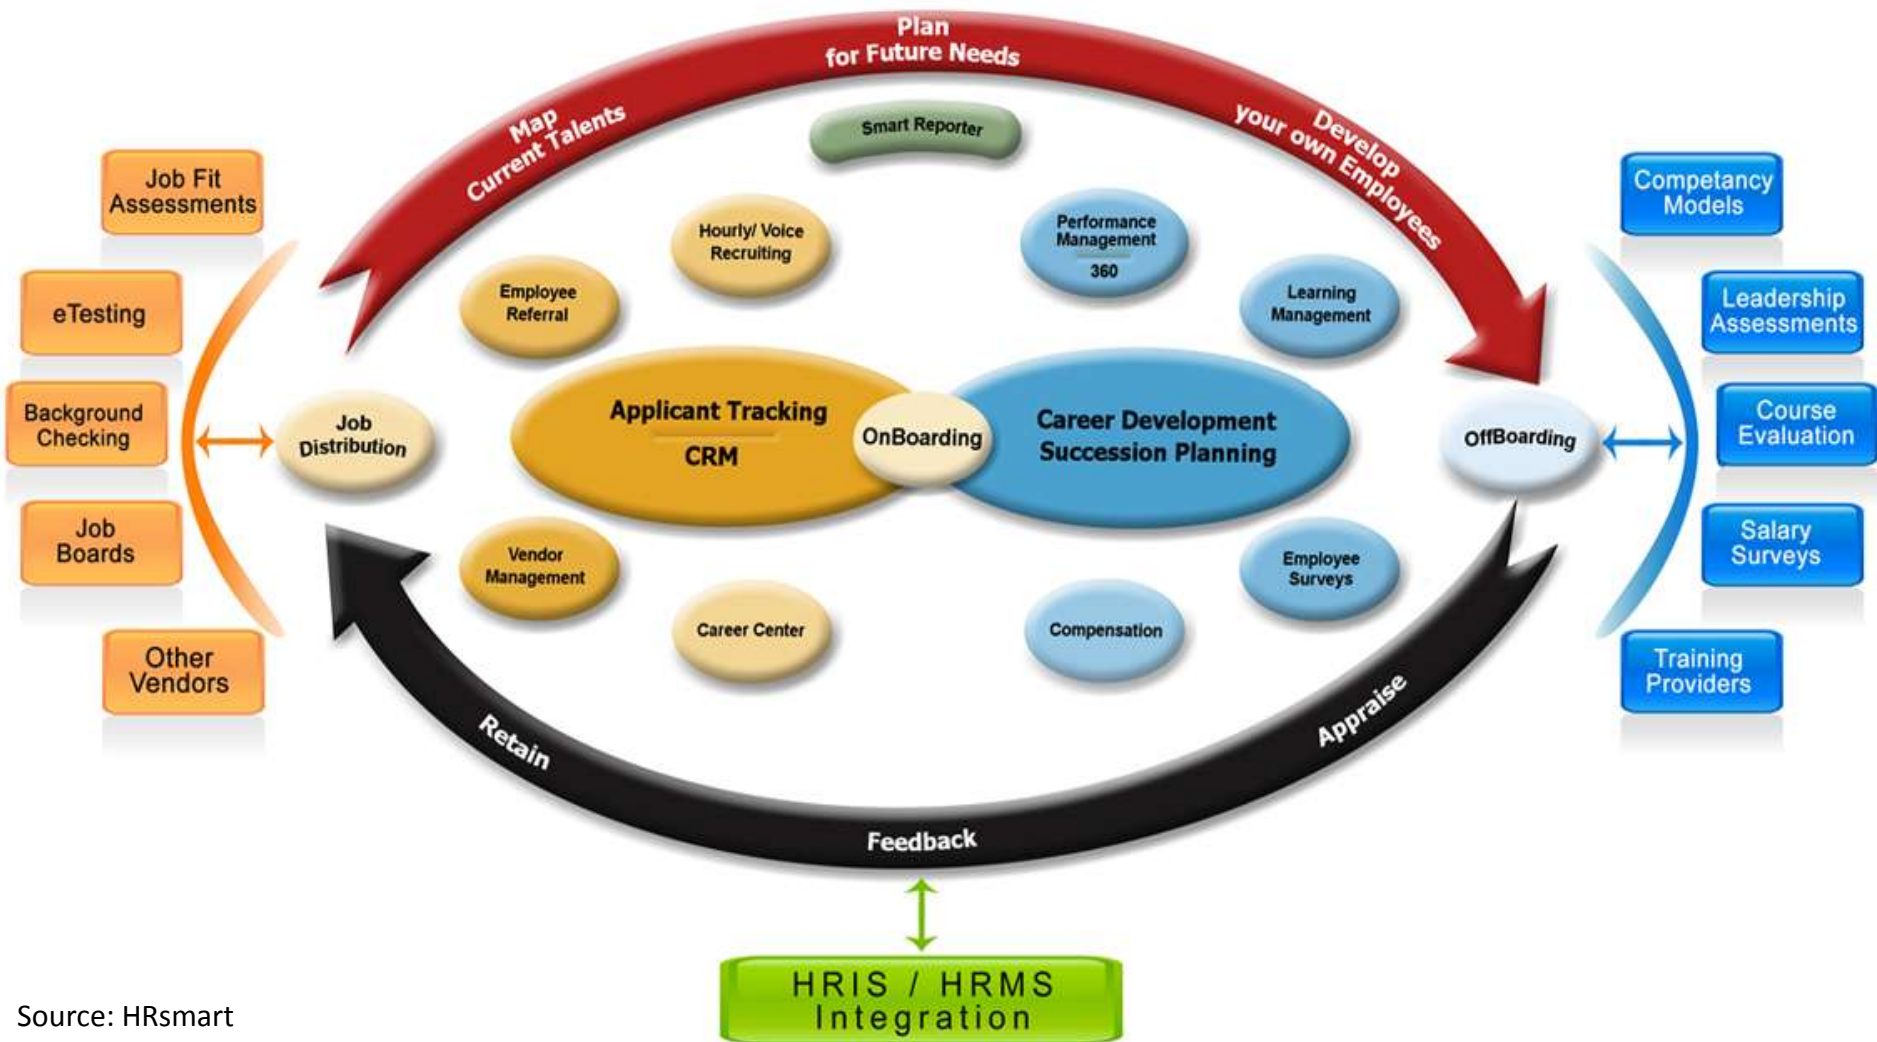 Plan
for Future Needs
Map
Current Talents
Develop
your own Employees
Smart Reporter
Job Fit
Assessments
eTesting
Background
Checking
Job
Boards
Other
Vendors
Job
Distribution
Employee
Referral
Hourly/ Voice
Recruiting
Applicant Tracking
CRM
Vendor
Management
Career Center
OnBoarding
Performance
Management
360
Learning
Management
Career Development
Succession Planning
Employee
Surveys
Compensation
OffBoarding
Competancy
Models
Leadership
Assessments
Course
Evaluation
Salary
Surveys
Training
Providers
Appraise
Feedback
Retain
HRIS / HRMS
Integration
Source: HRsmart